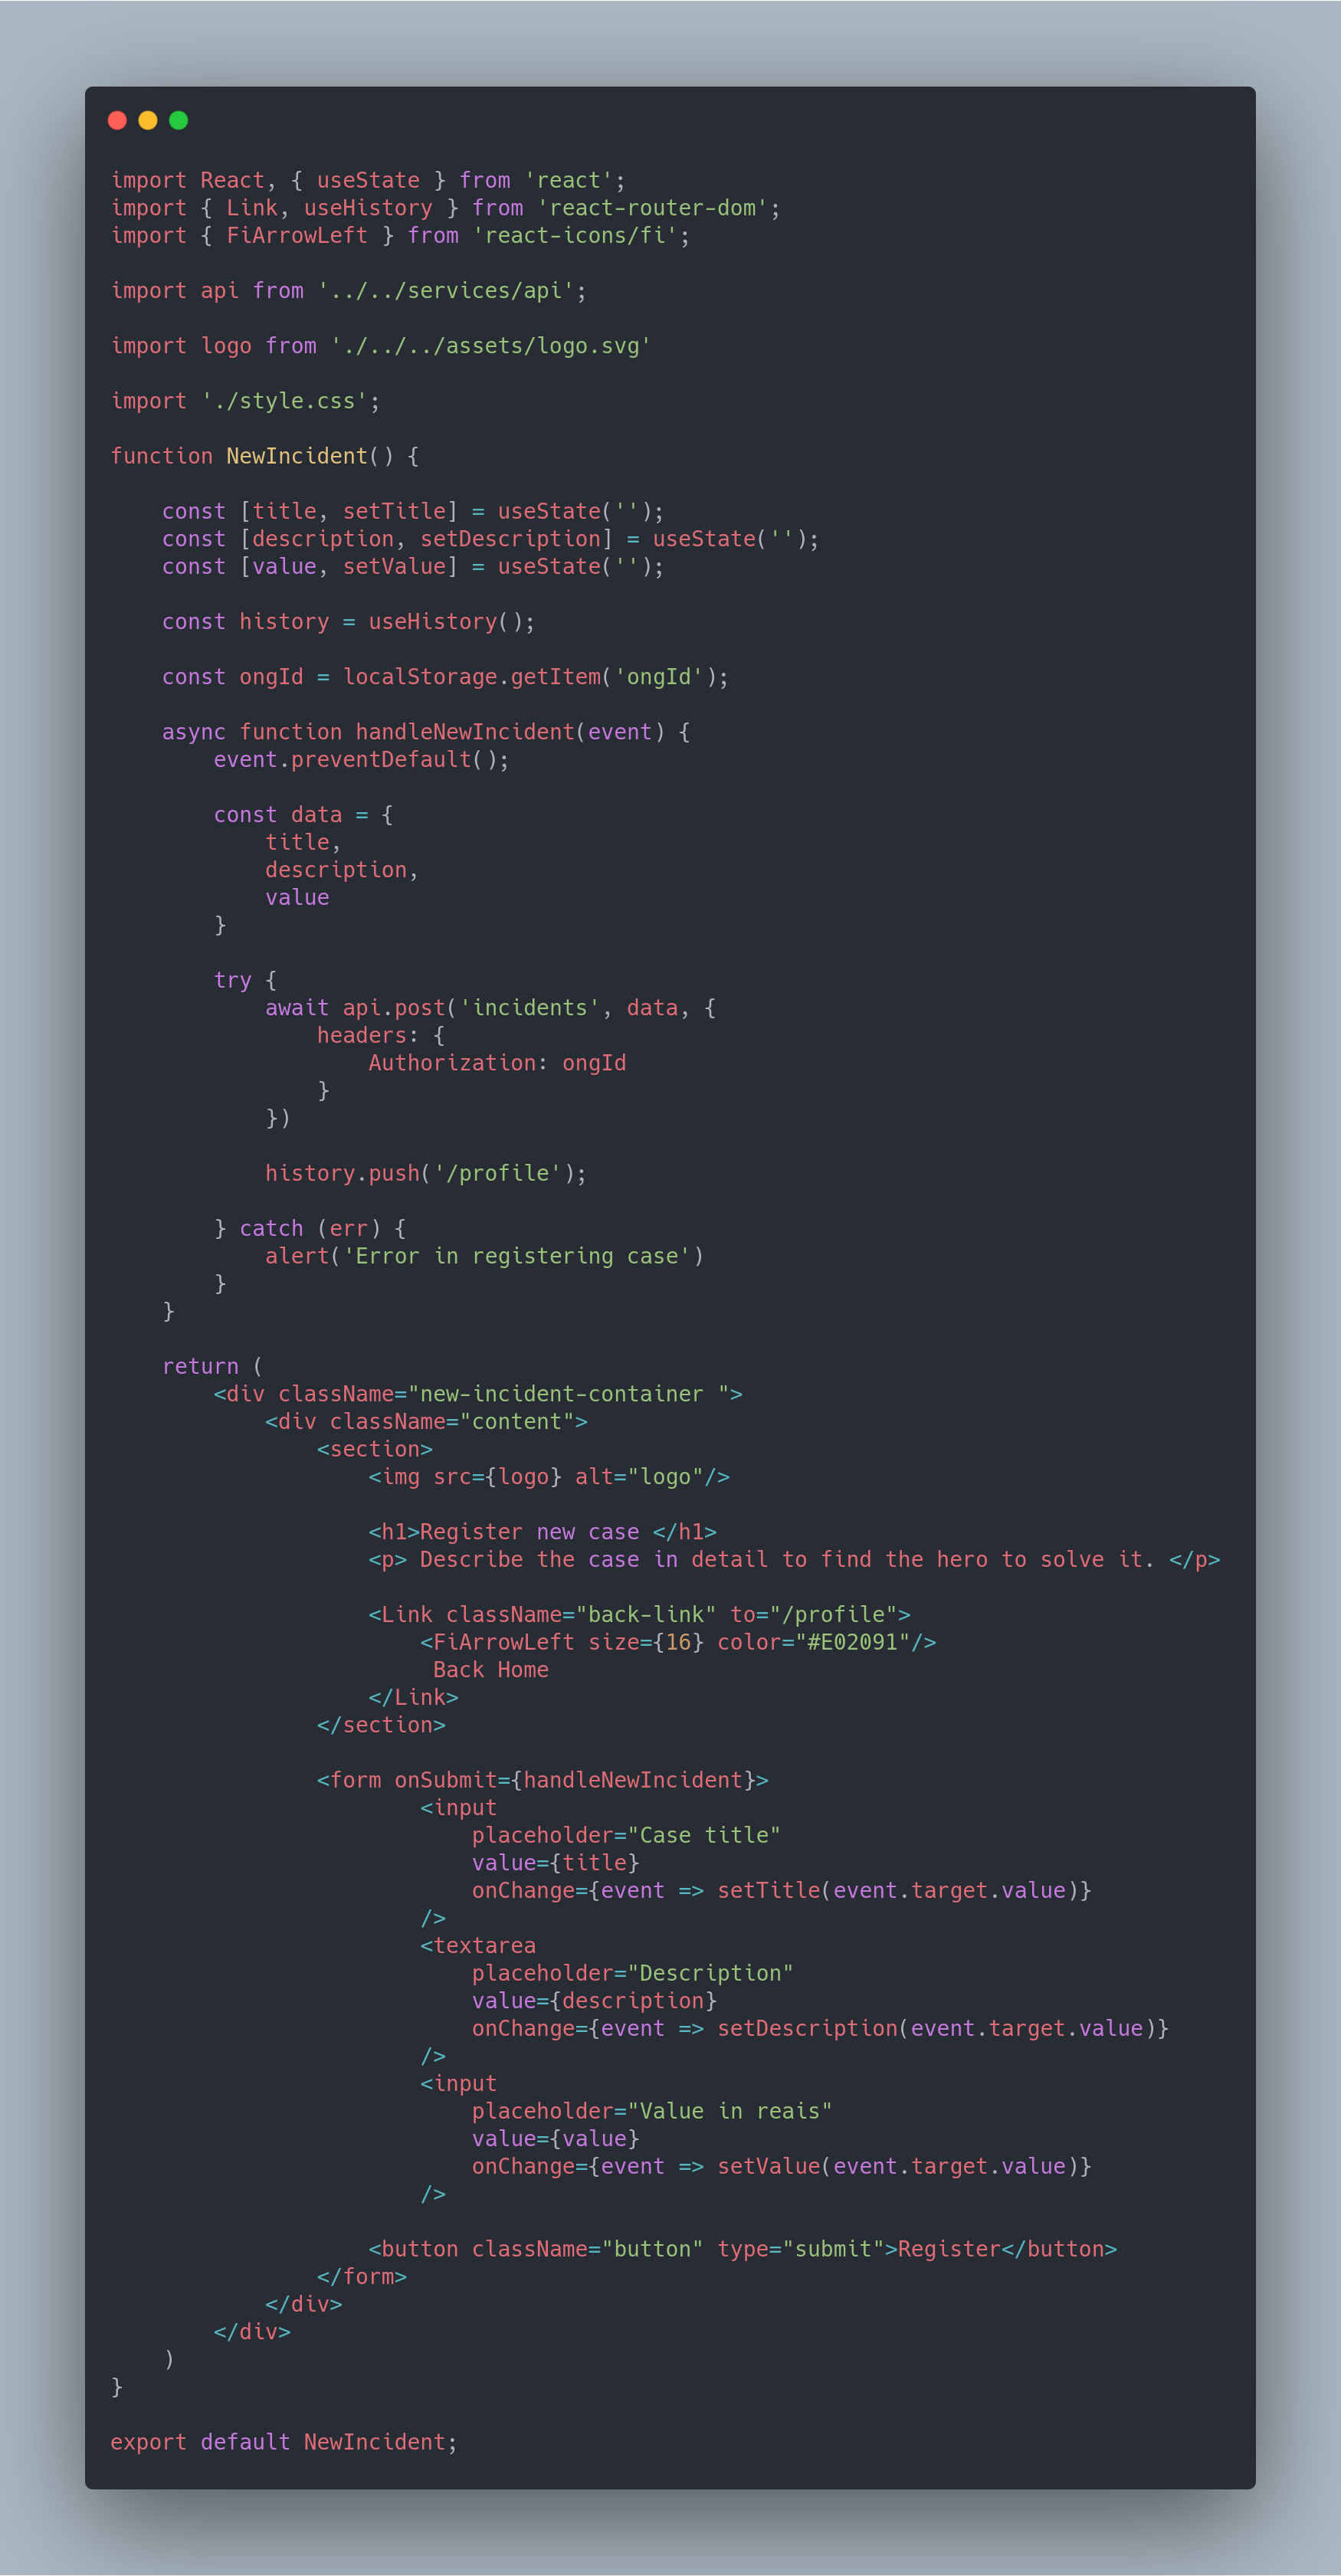 import React, { useState } from 'react';
import { Link, useHistory } from 'react-router-dom';
import { FiArrowLeft } from 'react-icons/fi';

import api from '../../services/api';

import logo from './../../assets/logo.svg'

import './style.css';

function NewIncident() {

    const [title, setTitle] = useState('');
    const [description, setDescription] = useState('');
    const [value, setValue] = useState('');

    const history = useHistory();

    const ongId = localStorage.getItem('ongId');

    async function handleNewIncident(event) {
        event.preventDefault();

        const data = {
            title,
            description,
            value
        }

        try {
            await api.post('incidents', data, {
                headers: {
                    Authorization: ongId
                }
            })

            history.push('/profile');

        } catch (err) {
            alert('Error in registering case')
        }
    }

    return (
        <div className="new-incident-container ">
            <div className="content">
                <section>
                    <img src={logo} alt="logo"/>

                    <h1>Register new case </h1>
                    <p> Describe the case in detail to find the hero to solve it. </p>

                    <Link className="back-link" to="/profile">
                        <FiArrowLeft size={16} color="#E02091"/>
                         Back Home
                    </Link>
                </section>

                <form onSubmit={handleNewIncident}>
                        <input
                            placeholder="Case title"
                            value={title}
                            onChange={event => setTitle(event.target.value)}
                        />
                        <textarea
                            placeholder="Description"
                            value={description}
                            onChange={event => setDescription(event.target.value)}
                        />
                        <input
                            placeholder="Value in reais"
                            value={value}
                            onChange={event => setValue(event.target.value)}
                        />

                    <button className="button" type="submit">Register</button>
                </form>
            </div>
        </div>
    )
}

export default NewIncident;